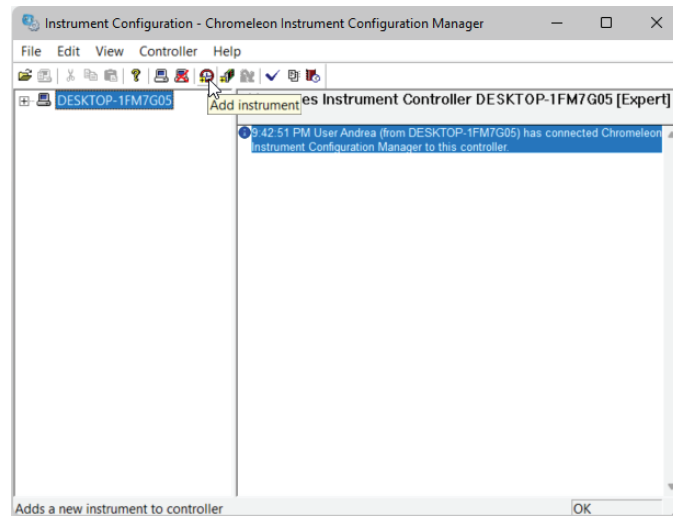 Instrument Configuration - Chromeleon Instrument Configuration Manager
File Edit View Controller Help
DESKTOP-1FM7G05
Add instrument
es Instrument Controller DESKTOP-1FM7G05 [Expert]
9:42:51 PM User Andrea (from DESKTOP-1FM7G05) has connected Chromeleon
Instrument Configuration Manager to this controller.
Adds a new instrument to controller
OK